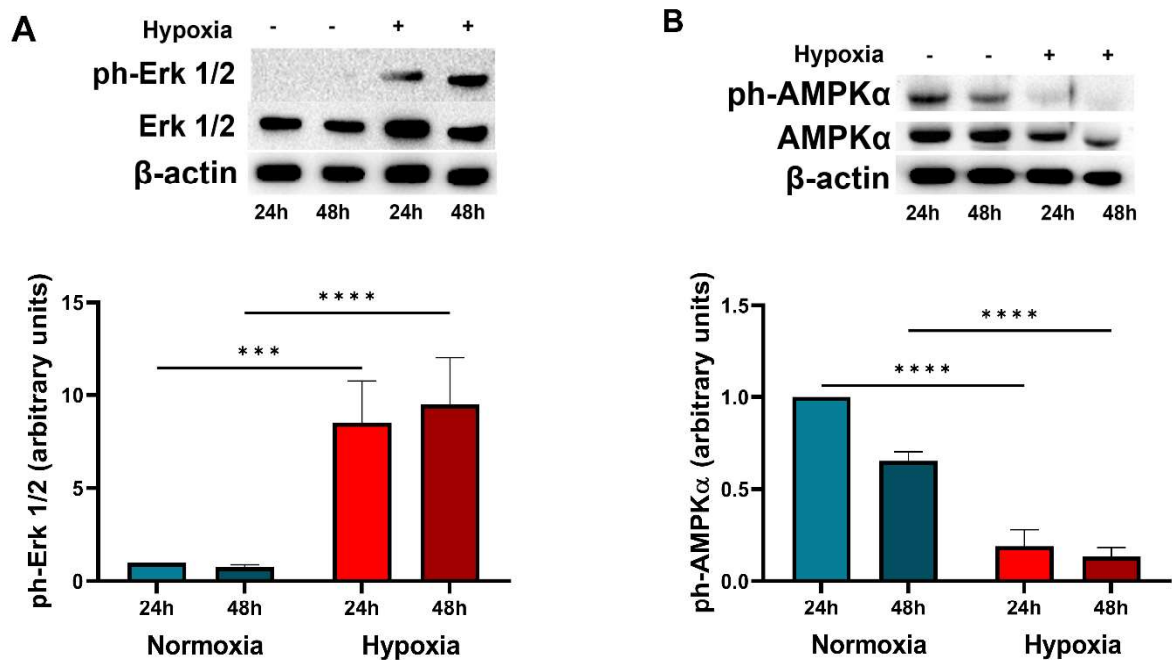 A
Hypoxia - - + +
ph-Erk 1/2
Erk 1/2
β-actin
24h 48h 24h 48h
ph-Erk 1/2 (arbitrary units)
15
10
5
0
****
***
24h 48h 24h 48h
Normoxia Hypoxia
B
Hypoxia - - + +
ph-AMPKα
AMPKα
β-actin
24h 48h 24h 48h
ph-AMPKα (arbitrary units)
1.5
1.0
0.5
0.0
****
****
24h 48h 24h 48h
Normoxia Hypoxia